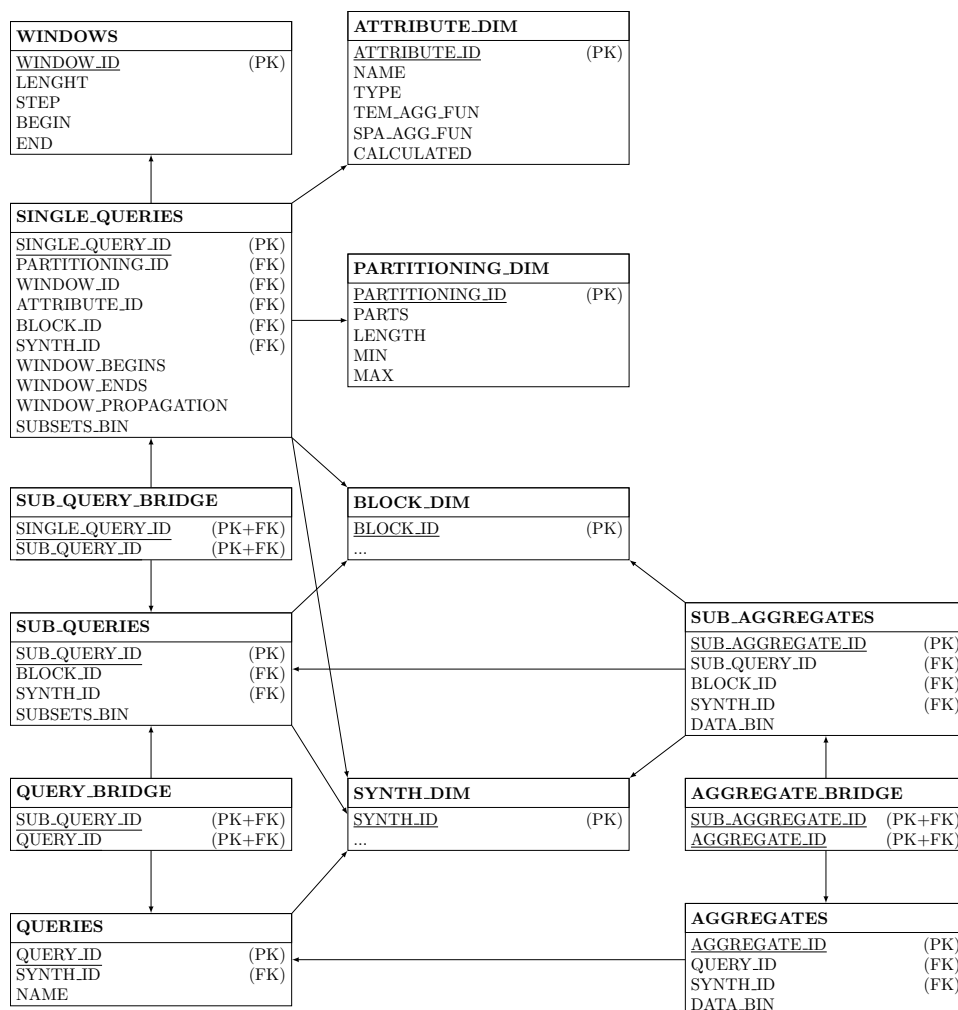 WINDOWS
WINDOW_ID (PK)
LENGHT
STEP
BEGIN
END
ATTRIBUTE_DIM
ATTRIBUTE_ID (PK)
NAME
TYPE
TEM_AGG_FUN
SPA_AGG_FUN
CALCULATED
SINGLE_QUERIES
SINGLE_QUERY_ID (PK)
PARTITIONING_ID (FK)
WINDOW_ID (FK)
ATTRIBUTE_ID (FK)
BLOCK_ID (FK)
SYNTH_ID (FK)
WINDOW_BEGINS
WINDOW_ENDS
WINDOW_PROPAGATION
SUBSETS_BIN
PARTITIONING_DIM
PARTITIONING_ID (PK)
PARTS
LENGTH
MIN
MAX
SUB_QUERY_BRIDGE
SINGLE_QUERY_ID (PK+FK)
SUB_QUERY_ID (PK+FK)
BLOCK_DIM
BLOCK_ID (PK)
...
SUB_QUERIES
SUB_QUERY_ID (PK)
BLOCK_ID (FK)
SYNTH_ID (FK)
SUBSETS_BIN
SUB_AGGREGATES
SUB_AGGREGATE_ID (PK)
SUB_QUERY_ID (FK)
BLOCK_ID (FK)
SYNTH_ID (FK)
DATA_BIN
QUERY_BRIDGE
SUB_QUERY_ID (PK+FK)
QUERY_ID (PK+FK)
SYNTH_DIM
SYNTH_ID (PK)
...
AGGREGATE_BRIDGE
SUB_AGGREGATE_ID (PK+FK)
AGGREGATE_ID (PK+FK)
QUERIES
QUERY_ID (PK)
SYNTH_ID (FK)
NAME
AGGREGATES
AGGREGATE_ID (PK)
QUERY_ID (FK)
SYNTH_ID (FK)
DATA_BIN